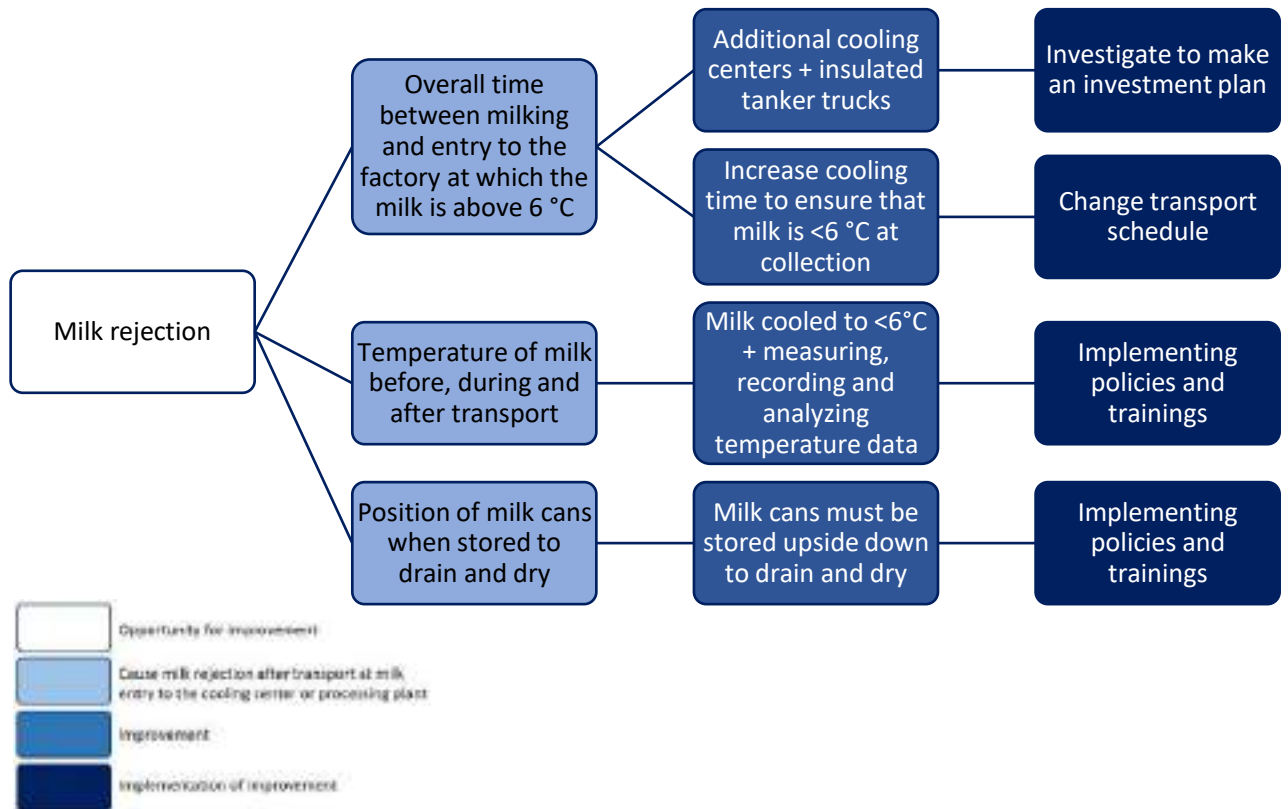 Milk rejection
Overall time
between milking
and entry to the
factory at which the
milk is above 6 °C
Temperature of milk
before, during and
after transport
Position of milk cans
when stored to
drain and dry
Additional cooling
centers + insulated
tanker trucks
Increase cooling
time to ensure that
milk is <6 °C at
collection
Milk cooled to <6°C
+ measuring,
recording and
analyzing
temperature data
Milk cans must be
stored upside down
to drain and dry
Investigate to make
an investment plan
Change transport
schedule
Implementing
policies and
trainings
Implementing
policies and
trainings
Opportunity for improvement
Cause milk rejection after transport at milk
entry to the cooling center or processing plant
Improvement
Implementation of improvement